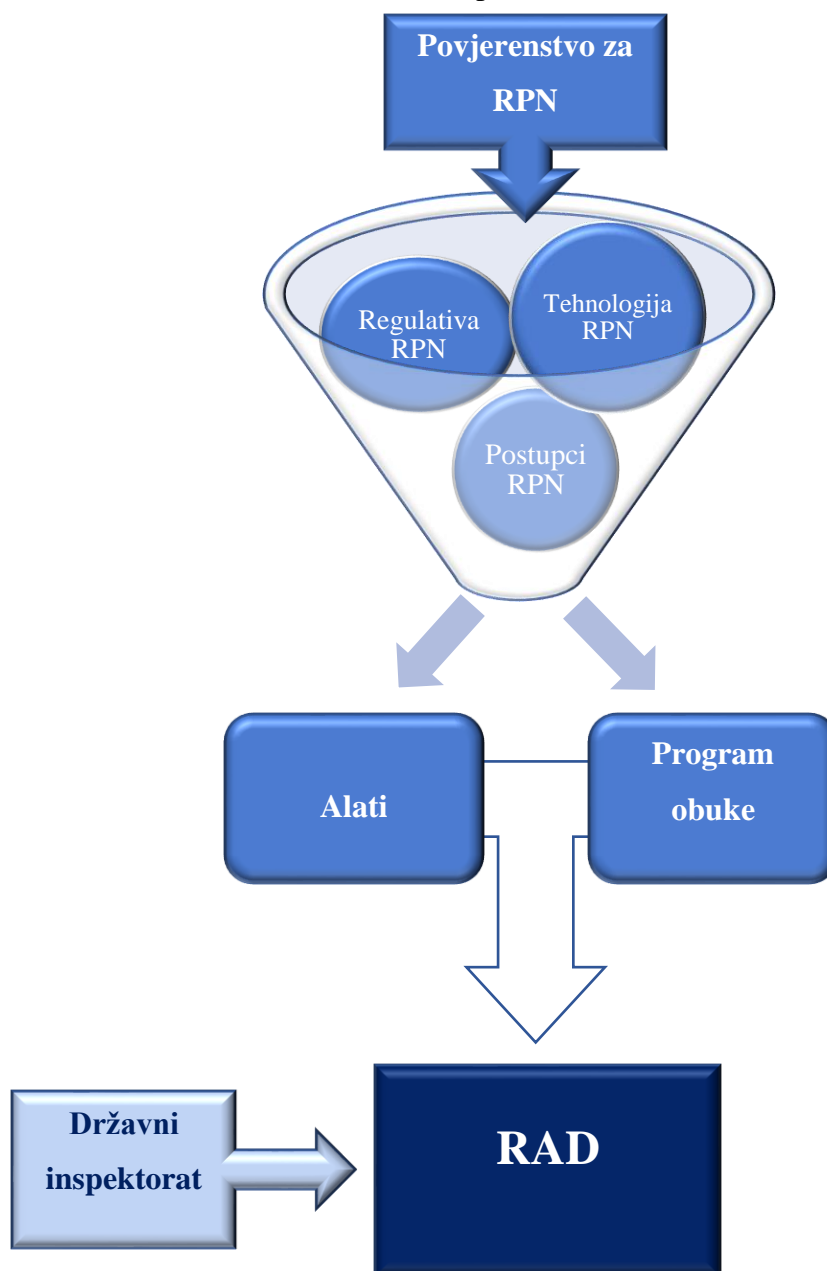 Povjerenstvo za
RPN
Regulativa
RPN
Tehnologija
RPN
Postupci
RPN
Alati
Program
obuke
Državni
inspektorat
RAD